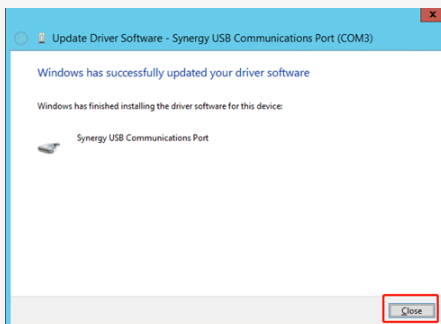 x
Update Driver Software - Synergy USB Communications Port (COM3)
Windows has successfully updated your driver software
Windows has finished installing the driver software for this device:
Synergy USB Communications Port
Close